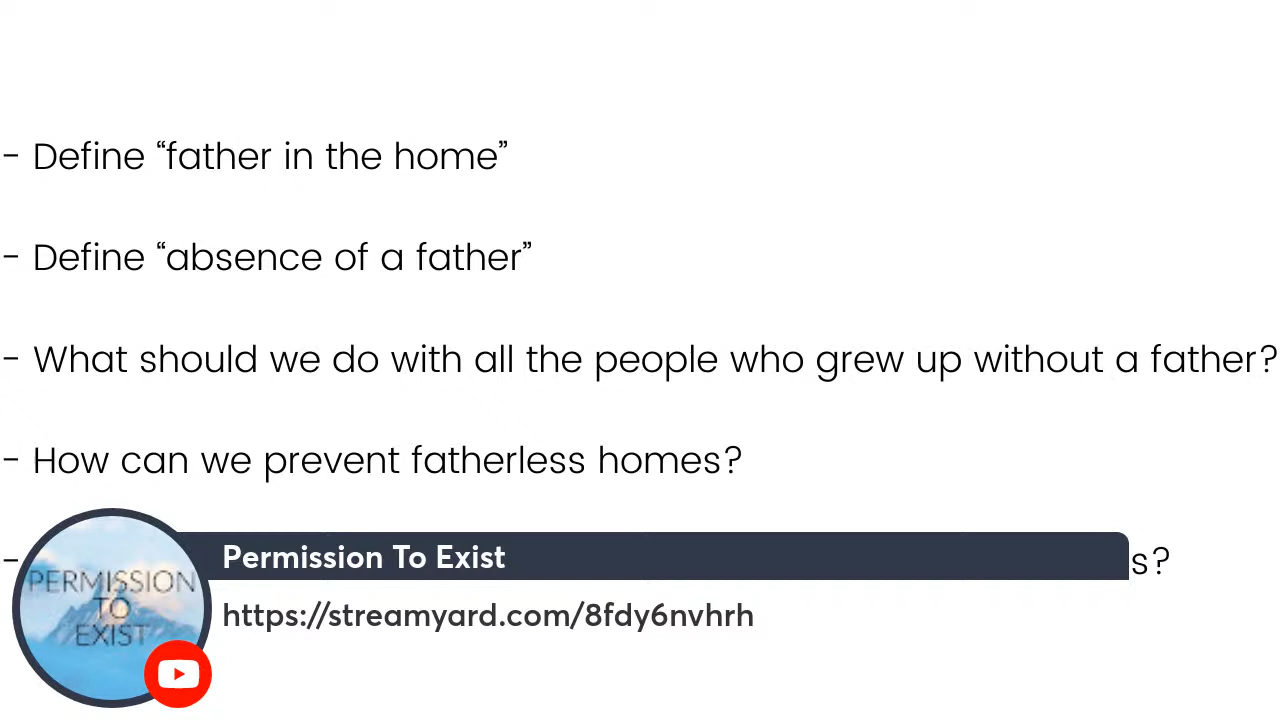 - Define “father in the home”
- Define “absence of a father”
- What should we do with all the people who grew up without a father?
- How can we prevent fatherless homes?
- s?
Permission To Exist
https://streamyard.com/8fdy6nvhrh
PERMISSION
TO
EXIST